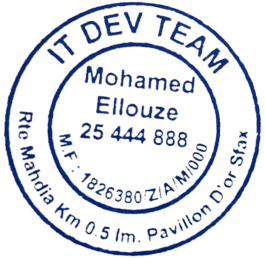 IT DEV TEAM
Mohamed
Ellouze
25 444 888
M.F : 1826380/Z/A/M/000
Rte Mahdia Km 0.5 Im. Pavillon D'or Sfax